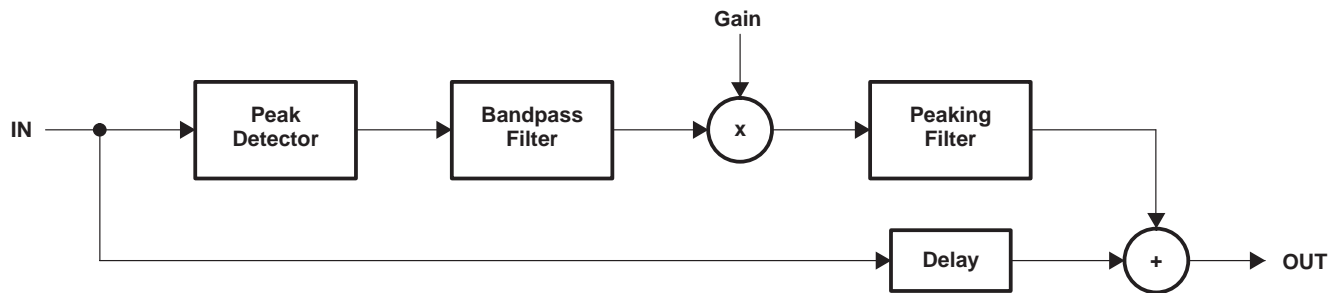 Gain
IN
Peak
Detector
Bandpass
Filter
x
Peaking
Filter
Delay
+
OUT